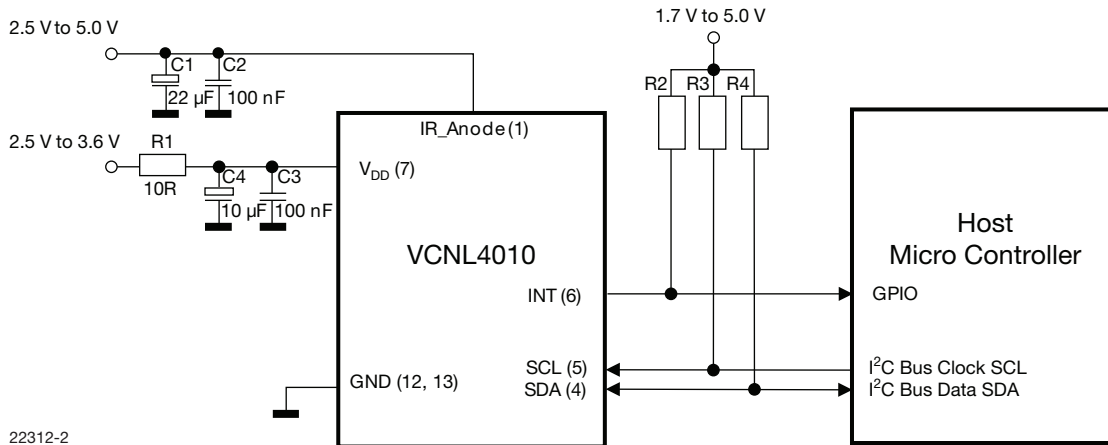 1.7 V to 5.0 V
2.5 V to 5.0 V
C1 C2
22 µF 100 nF
R2 R3 R4
IR_Anode (1)
2.5 V to 3.6 V
R1
10R
C4 C3
10 µF 100 nF
VDD (7)
VCNL4010
Host
Micro Controller
INT (6)
GPIO
SCL (5)
I²C Bus Clock SCL
GND (12, 13)
SDA (4)
I²C Bus Data SDA
22312-2